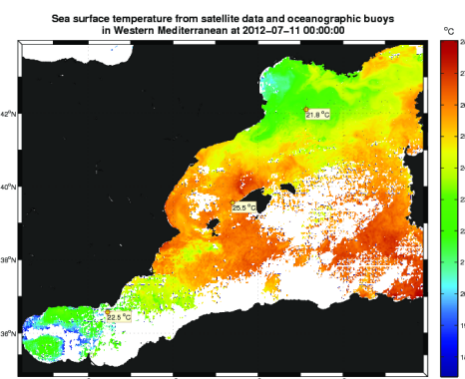 Sea surface temperature from satellite data and oceanographic buoys
in Western Mediterranean at 2012-07-11 00:00:00
°C
42°N
21.8 °C
40°N
25.5 °C
38°N
22.5 °C
36°N